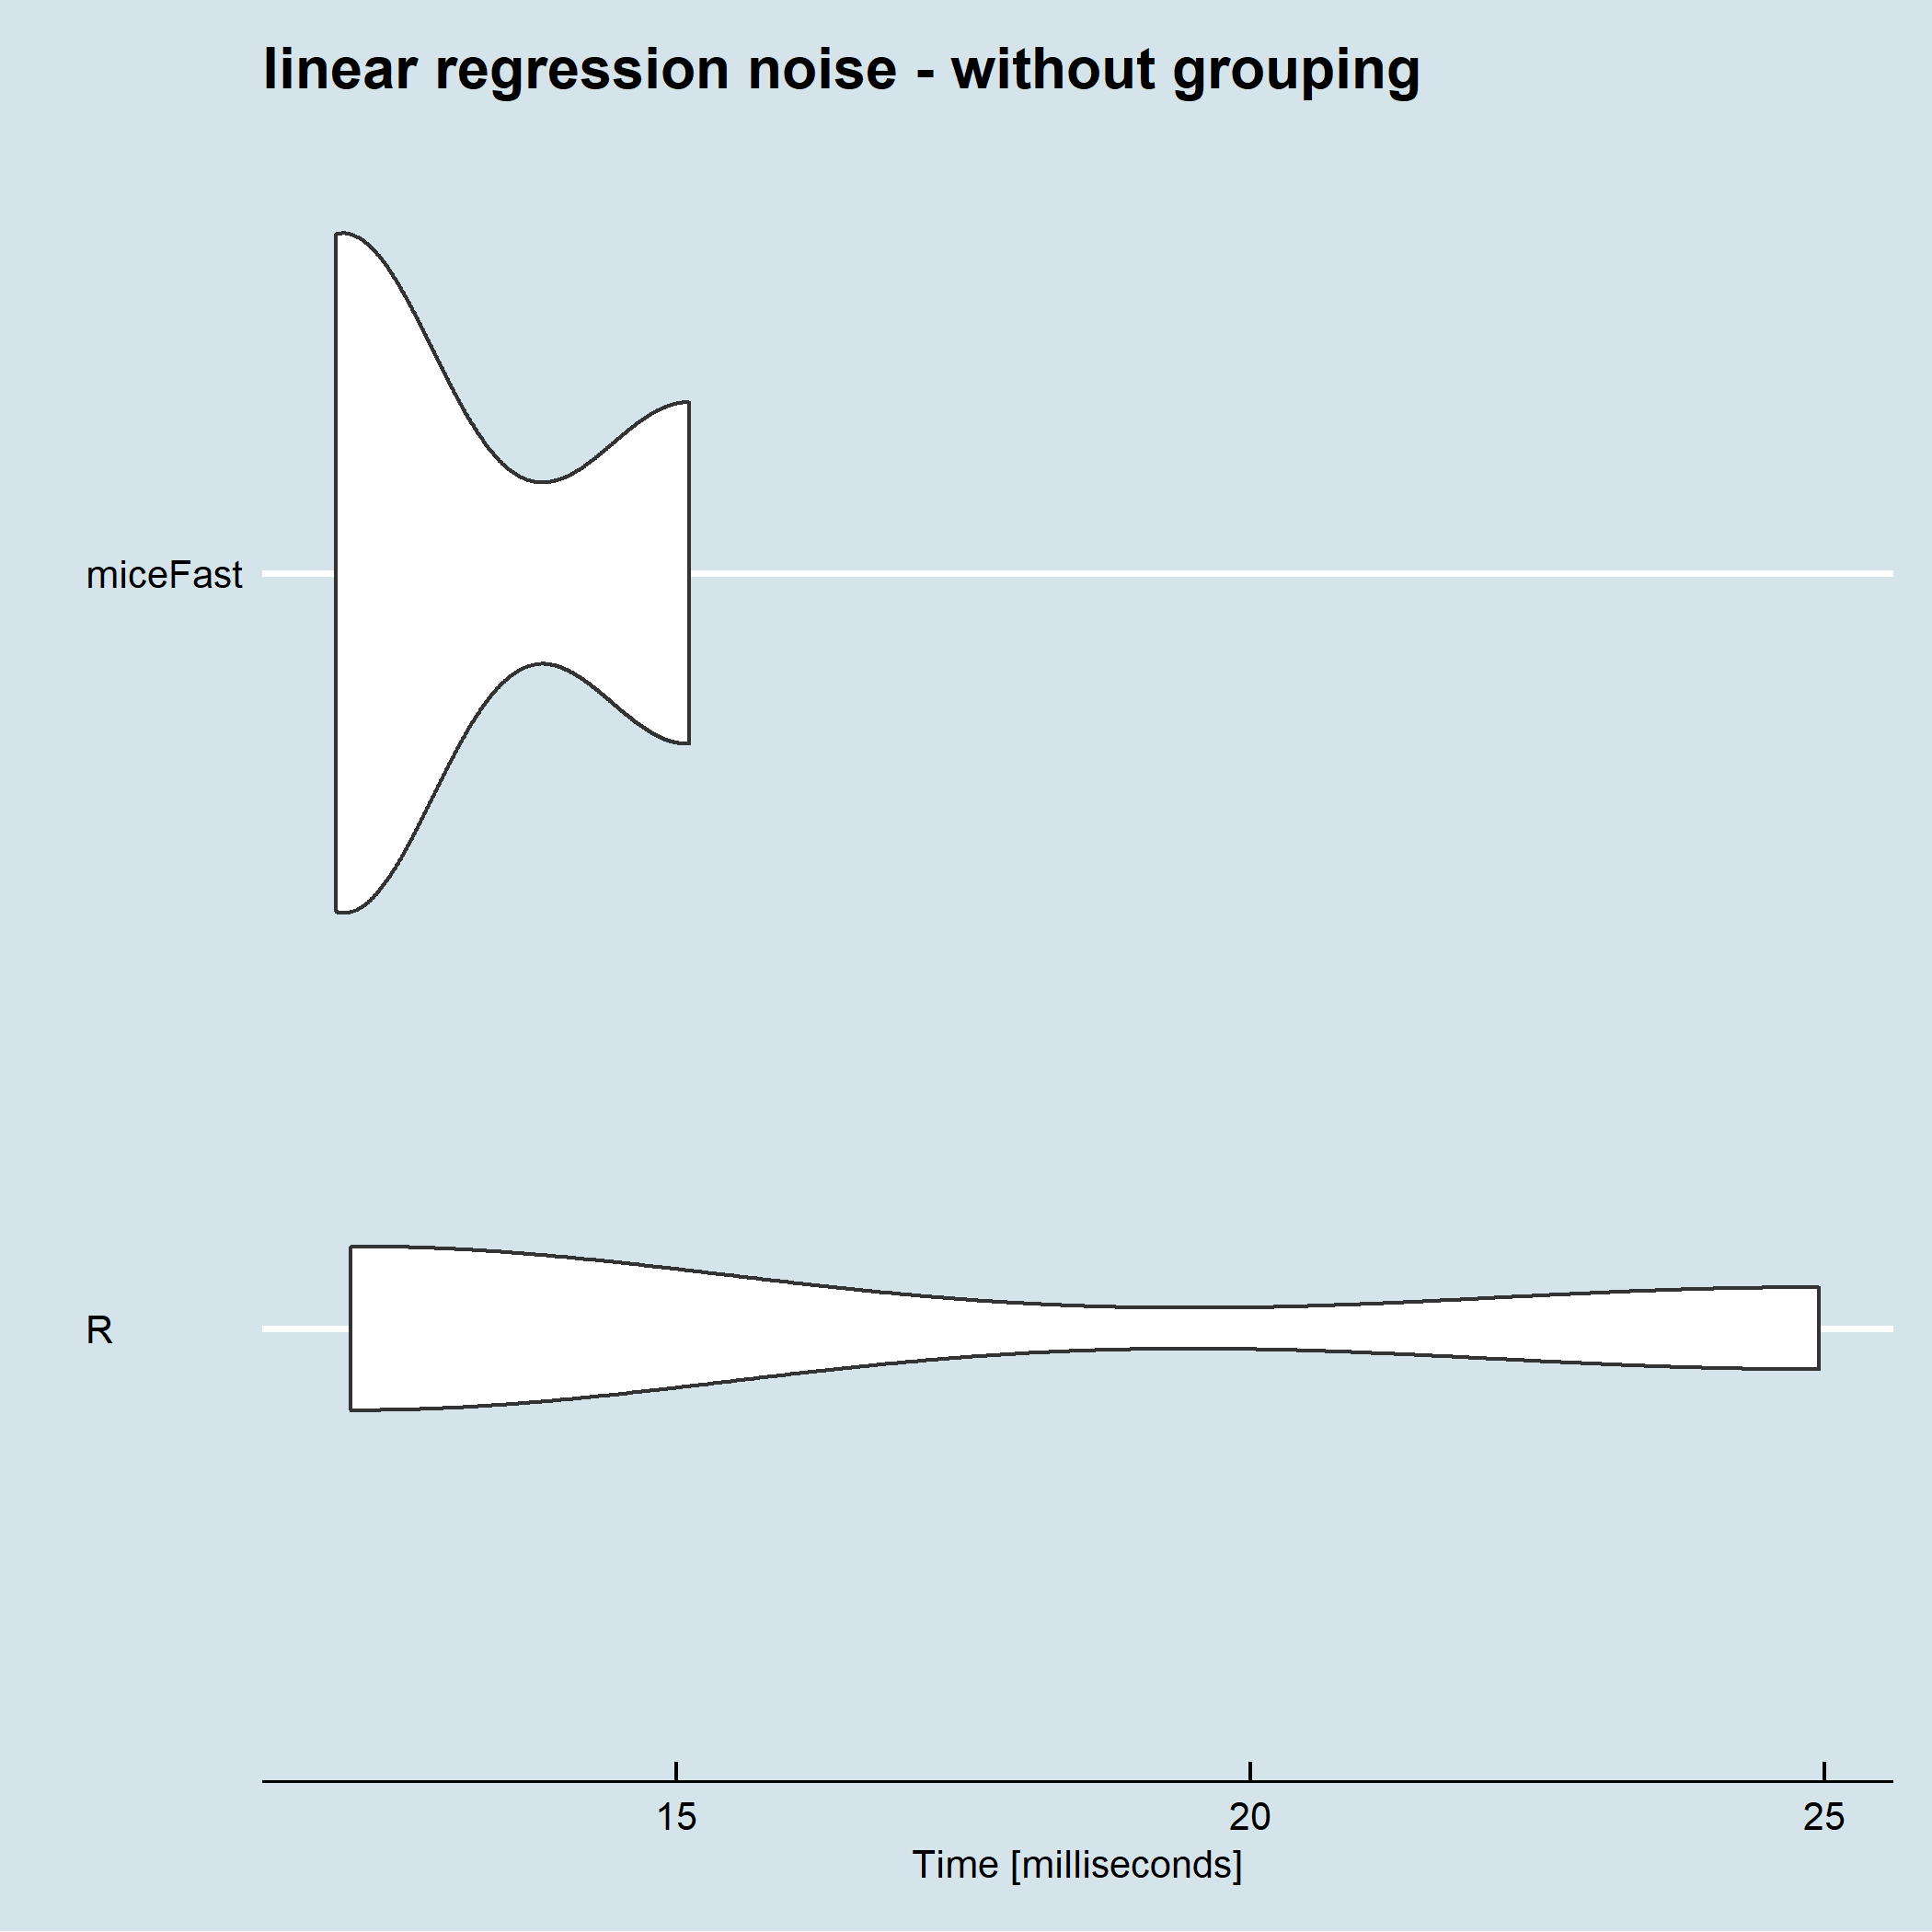 linear regression noise - without grouping
miceFast
R
15 20 25
Time [milliseconds]